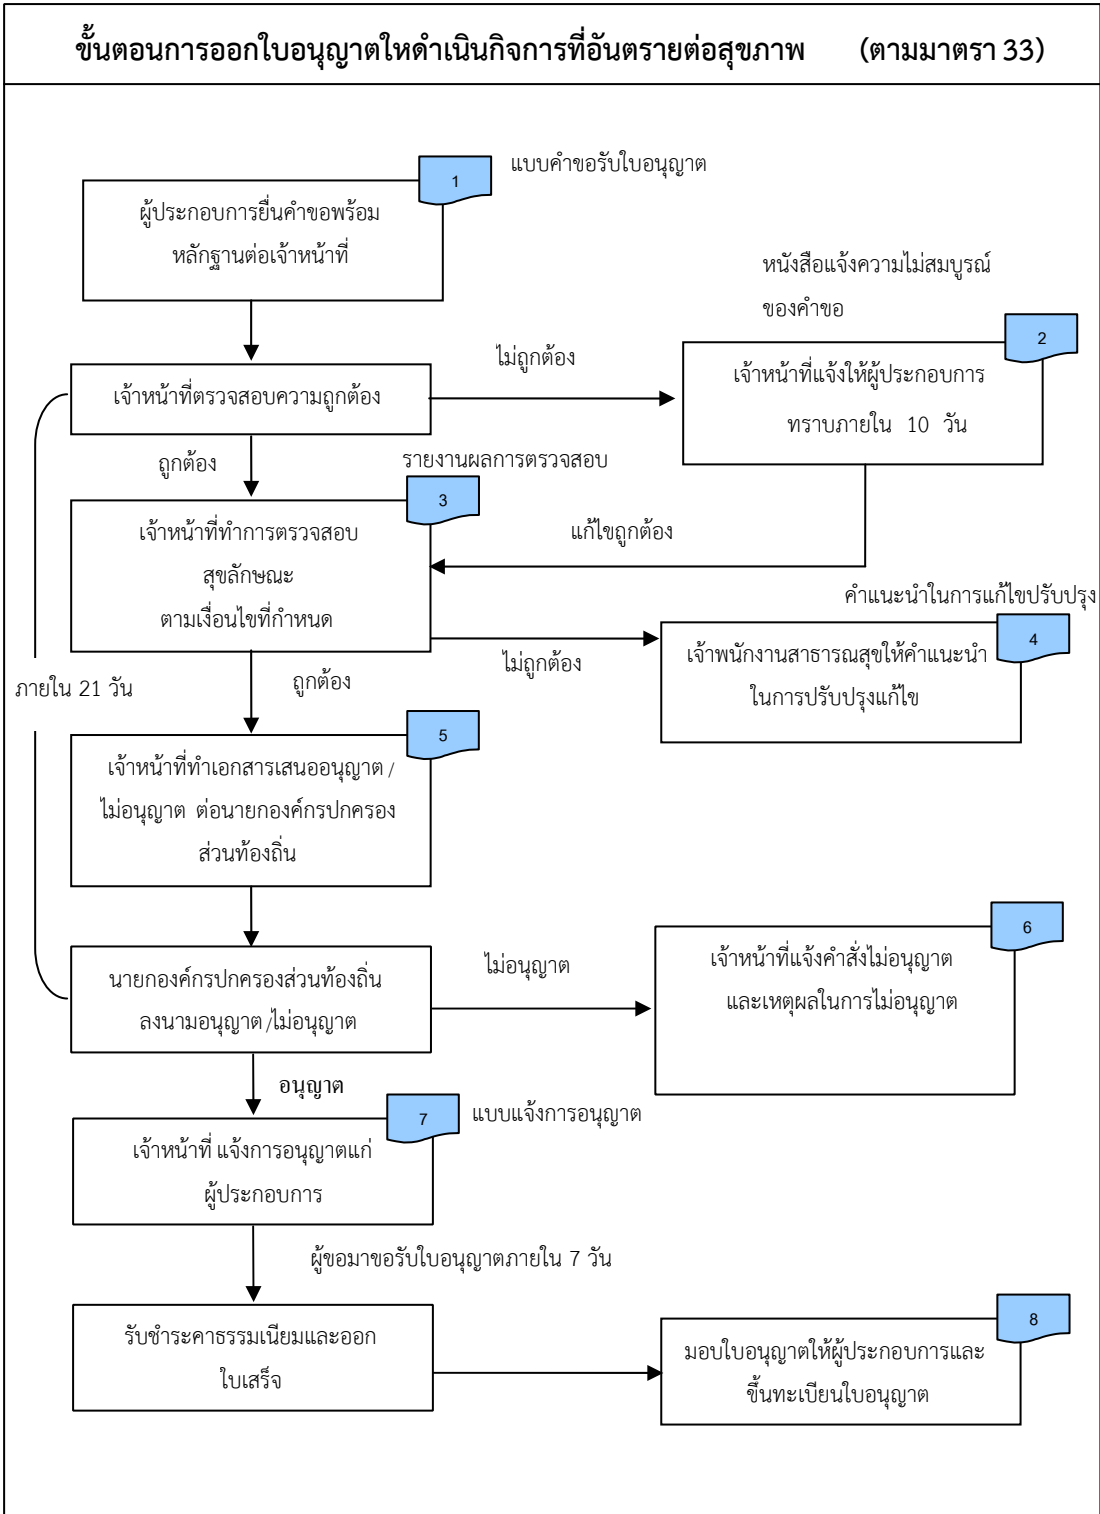 ขั้นตอนการออกใบอนุญาตใหดำเนินกิจการที่อันตรายต่อสุขภาพ (ตามมาตรา 33)
1
แบบคำขอรับใบอนุญาต
ผู้ประกอบการยื่นคำขอพร้อม
หลักฐานต่อเจ้าหน้าที่
หนังสือแจ้งความไม่สมบูรณ์
ของคำขอ
2
ไม่ถูกต้อง
เจ้าหน้าที่แจ้งให้ผู้ประกอบการ
ทราบภายใน 10 วัน
เจ้าหน้าที่ตรวจสอบความถูกต้อง
ถูกต้อง
รายงานผลการตรวจสอบ
3
เจ้าหน้าที่ทำการตรวจสอบ
สุขลักษณะ
ตามเงื่อนไขที่กำหนด
แก้ไขถูกต้อง
คำแนะนำในการแก้ไขปรับปรุง
4
ไม่ถูกต้อง
เจ้าพนักงานสาธารณสุขให้คำแนะนำ
ในการปรับปรุงแก้ไข
ภายใน 21 วัน
ถูกต้อง
5
เจ้าหน้าที่ทำเอกสารเสนออนุญาต /
ไม่อนุญาต ต่อนายกองค์กรปกครอง
ส่วนท้องถิ่น
6
ไม่อนุญาต
เจ้าหน้าที่แจ้งคำสั่งไม่อนุญาต
และเหตุผลในการไม่อนุญาต
นายกองค์กรปกครองส่วนท้องถิ่น
ลงนามอนุญาต /ไม่อนุญาต
อนุญาต
7
แบบแจ้งการอนุญาต
เจ้าหน้าที่ แจ้งการอนุญาตแก่
ผู้ประกอบการ
ผู้ขอมาขอรับใบอนุญาตภายใน 7 วัน
รับชำระคาธรรมเนียมและออก
ใบเสร็จ
8
มอบใบอนุญาตให้ผู้ประกอบการและ
ขึ้นทะเบียนใบอนุญาต